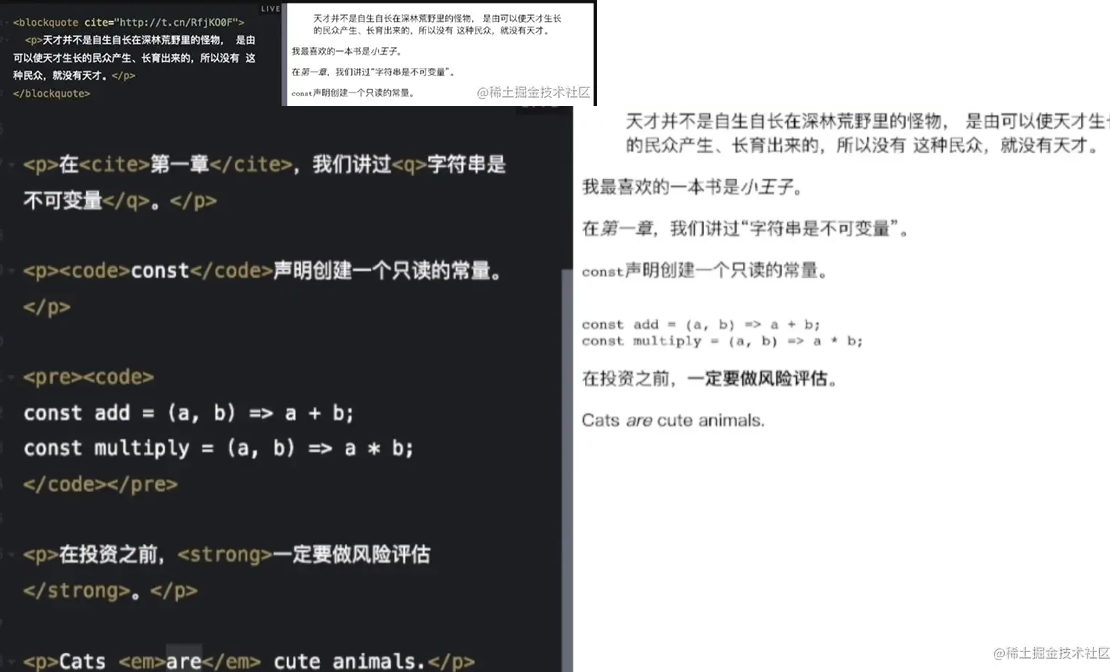 LIVE
<blockquote cite="http://t.cn/RfjKO0F">
<p>天才并不是自生自长在深林荒野里的怪物， 是由
可以使天才生长的民众产生、长育出来的，所以没有 这
种民众，就没有天才。</p>
</blockquote>
天才并不是自生自长在深林荒野里的怪物， 是由可以使天才生长
的民众产生、长育出来的，所以没有 这种民众，就没有天才。
我最喜欢的一本书是小王子。
在第一章，我们讲过“字符串是不可变量”。
const声明创建一个只读的常量。
@稀土掘金技术社区
<p>在<cite>第一章</cite>，我们讲过<q>字符串是
不可变量</q>。</p>
<p><code>const</code>声明创建一个只读的常量。
</p>
<pre><code>
const add = (a, b) => a + b;
const multiply = (a, b) => a * b;
</code></pre>
<p>在投资之前，<strong>一定要做风险评估
</strong>。</p>
<p>Cats <em>are</em> cute animals.</p>
天才并不是自生自长在深林荒野里的怪物， 是由可以使天才生
的民众产生、长育出来的，所以没有 这种民众，就没有天才。
我最喜欢的一本书是小王子。
在第一章，我们讲过“字符串是不可变量”。
const声明创建一个只读的常量。
const add = (a, b) => a + b;
const multiply = (a, b) => a * b;
在投资之前，一定要做风险评估。
Cats are cute animals.
@稀土掘金技术社区